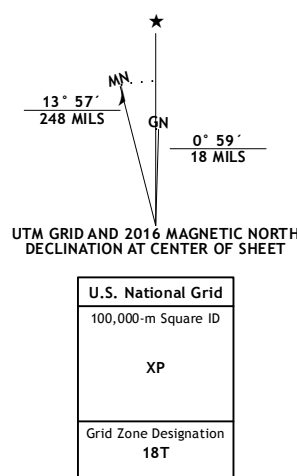 ★
MN
GN
13° 57´
248 MILS
0° 59´
18 MILS
UTM GRID AND 2016 MAGNETIC NORTH
DECLINATION AT CENTER OF SHEET
U.S. National Grid
100,000-m Square ID
XP
Grid Zone Designation
18T